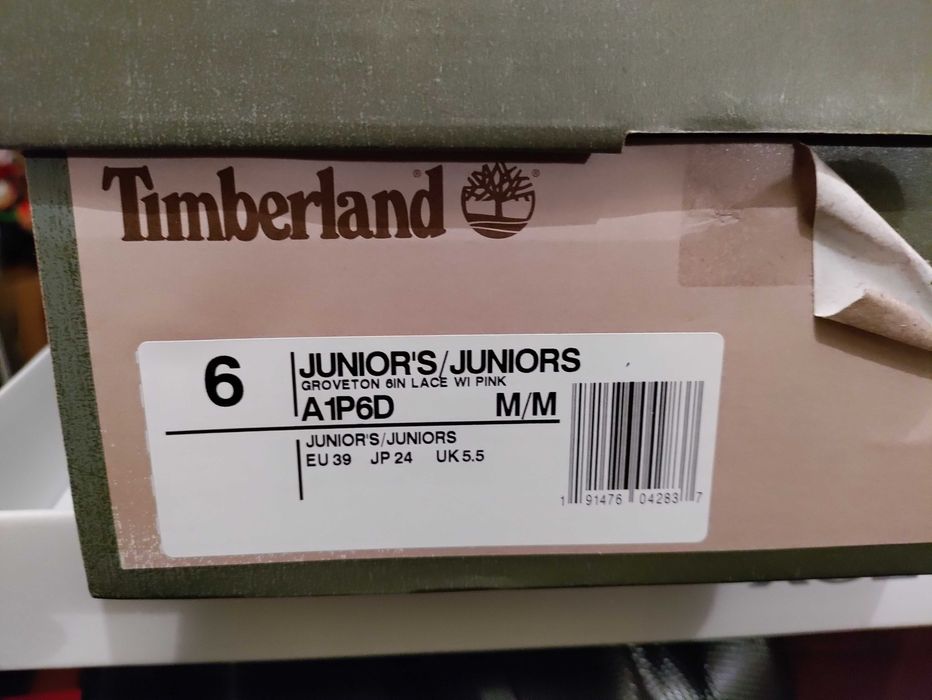 Timberland
6
JUNIOR'S/JUNIORS
GROVETON 6IN LACE WI PINK
A1P6D M/M
JUNIOR'S/JUNIORS
EU 39 JP 24 UK 5.5
1 91476 04283 7